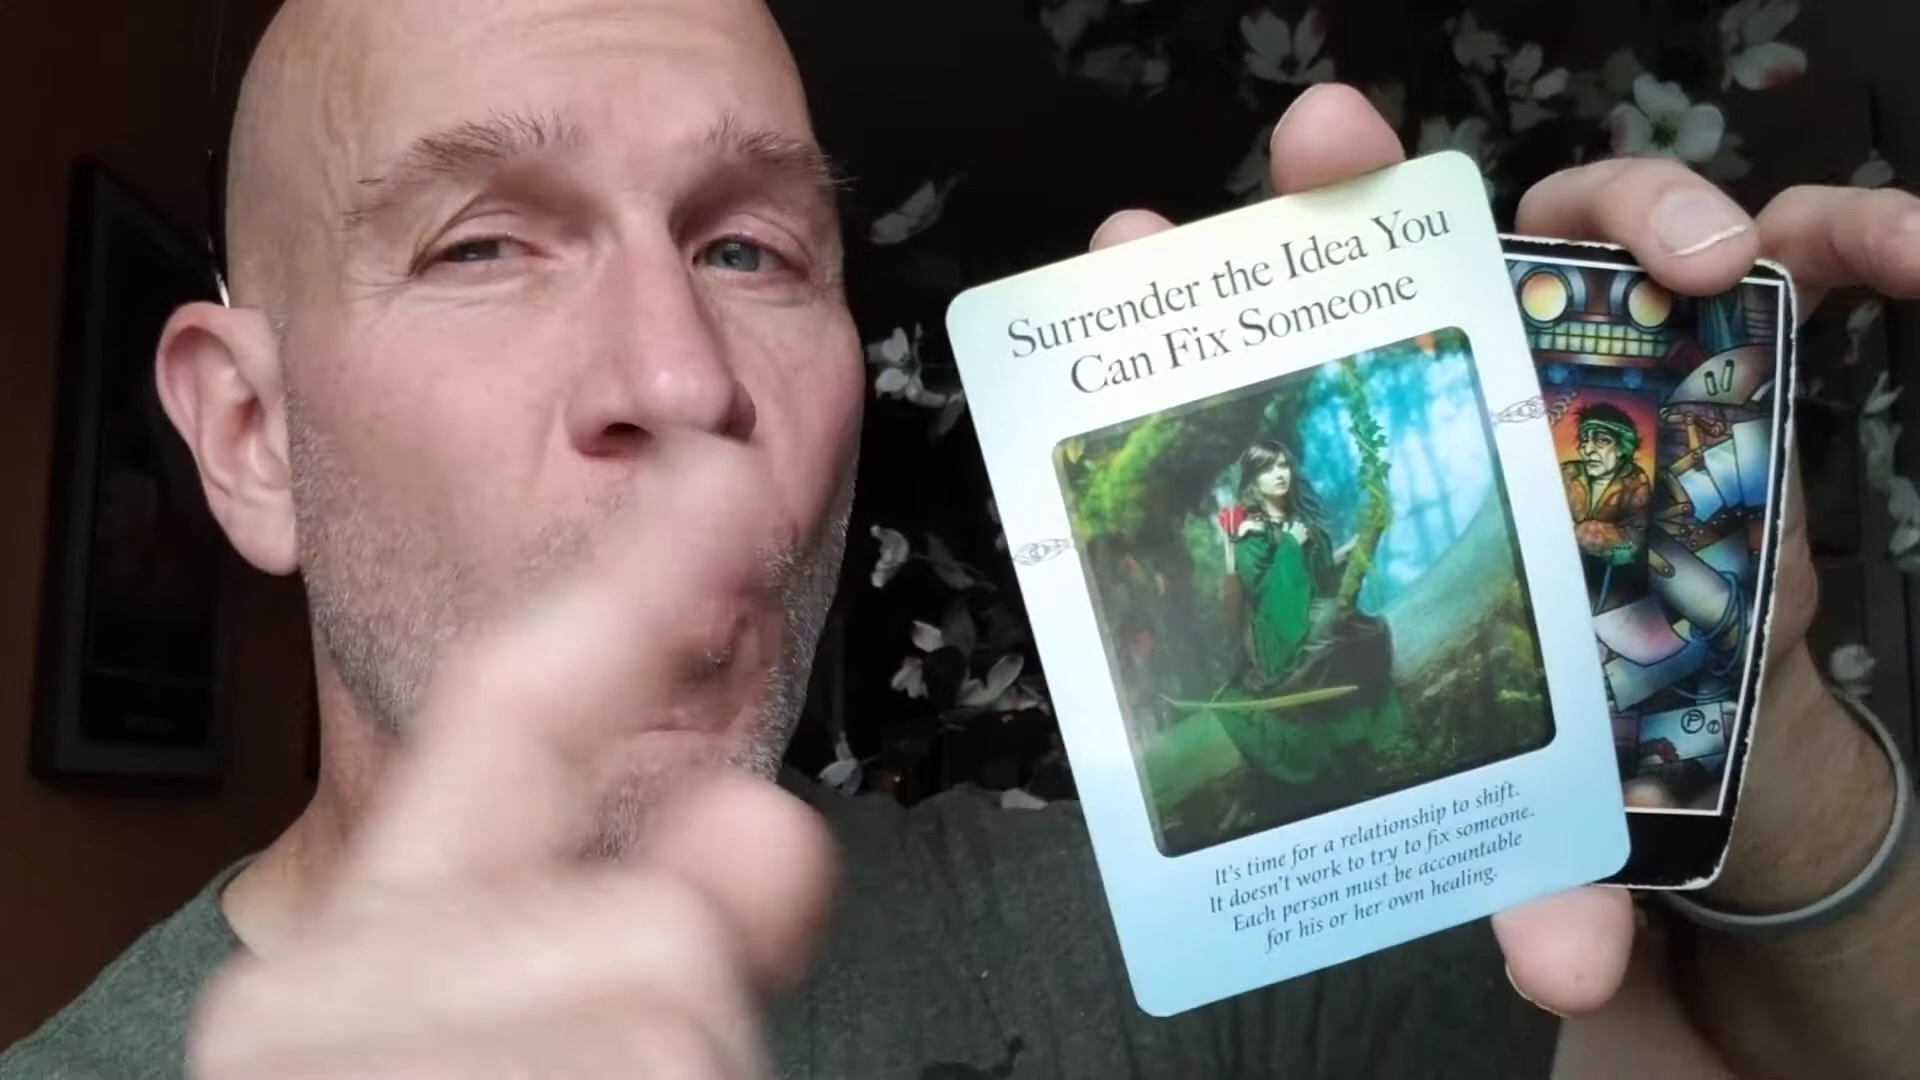 Surrender the Idea You
Can Fix Someone
It's time for a relationship to shift.
It doesn't work to try to fix someone.
Each person must be accountable
for his or her own healing.